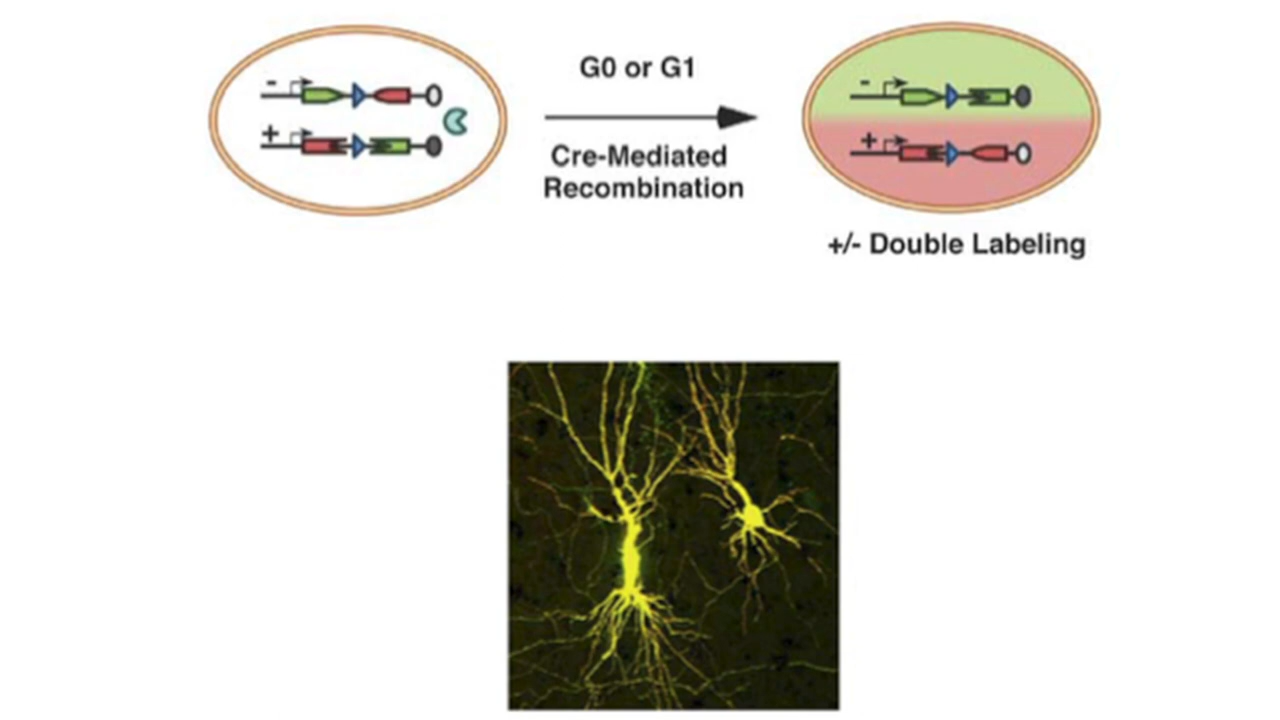 G0 or G1
Cre-Mediated
Recombination
-
+
-
+
+/- Double Labeling